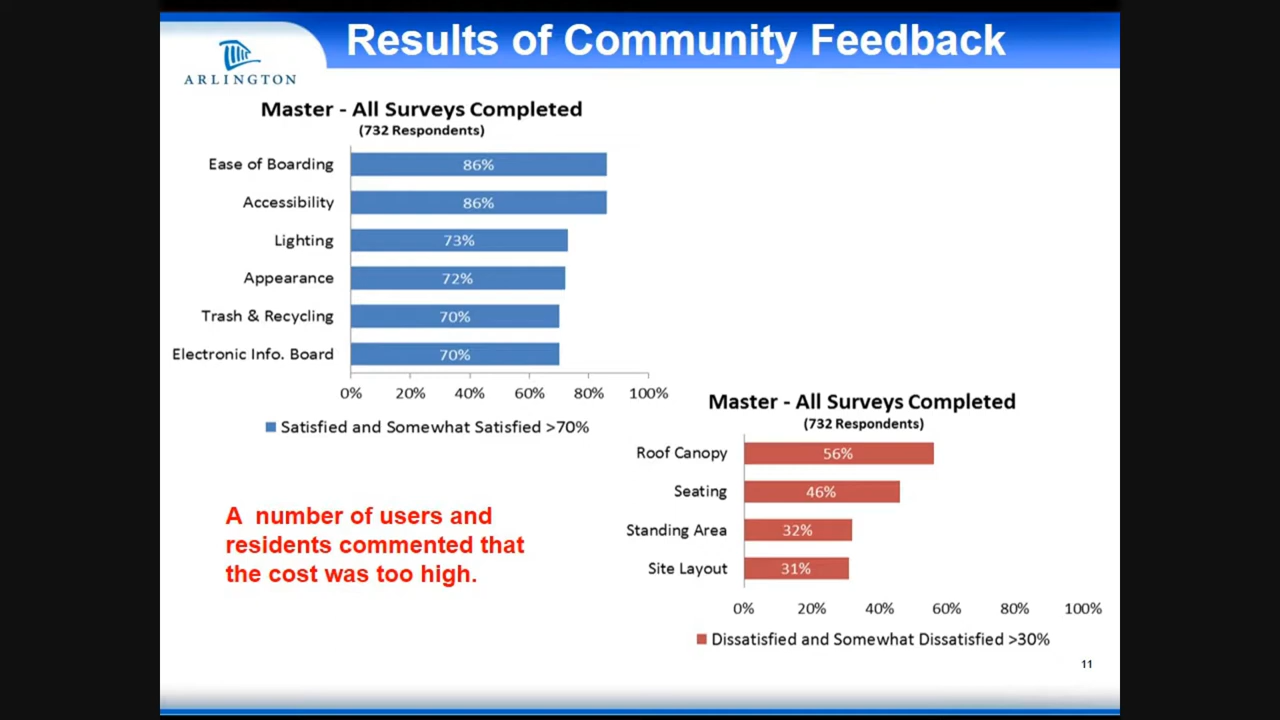 Results of Community Feedback
ARLINGTON
Master - All Surveys Completed
(732 Respondents)
Ease of Boarding 86%
Accessibility 86%
Lighting 73%
Appearance 72%
Trash & Recycling 70%
Electronic Info. Board 70%
0% 20% 40% 60% 80% 100%
Satisfied and Somewhat Satisfied >70%
Master - All Surveys Completed
(732 Respondents)
Roof Canopy 56%
Seating 46%
Standing Area 32%
Site Layout 31%
0% 20% 40% 60% 80% 100%
Dissatisfied and Somewhat Dissatisfied >30%
A  number of users and
residents commented that
the cost was too high.
11